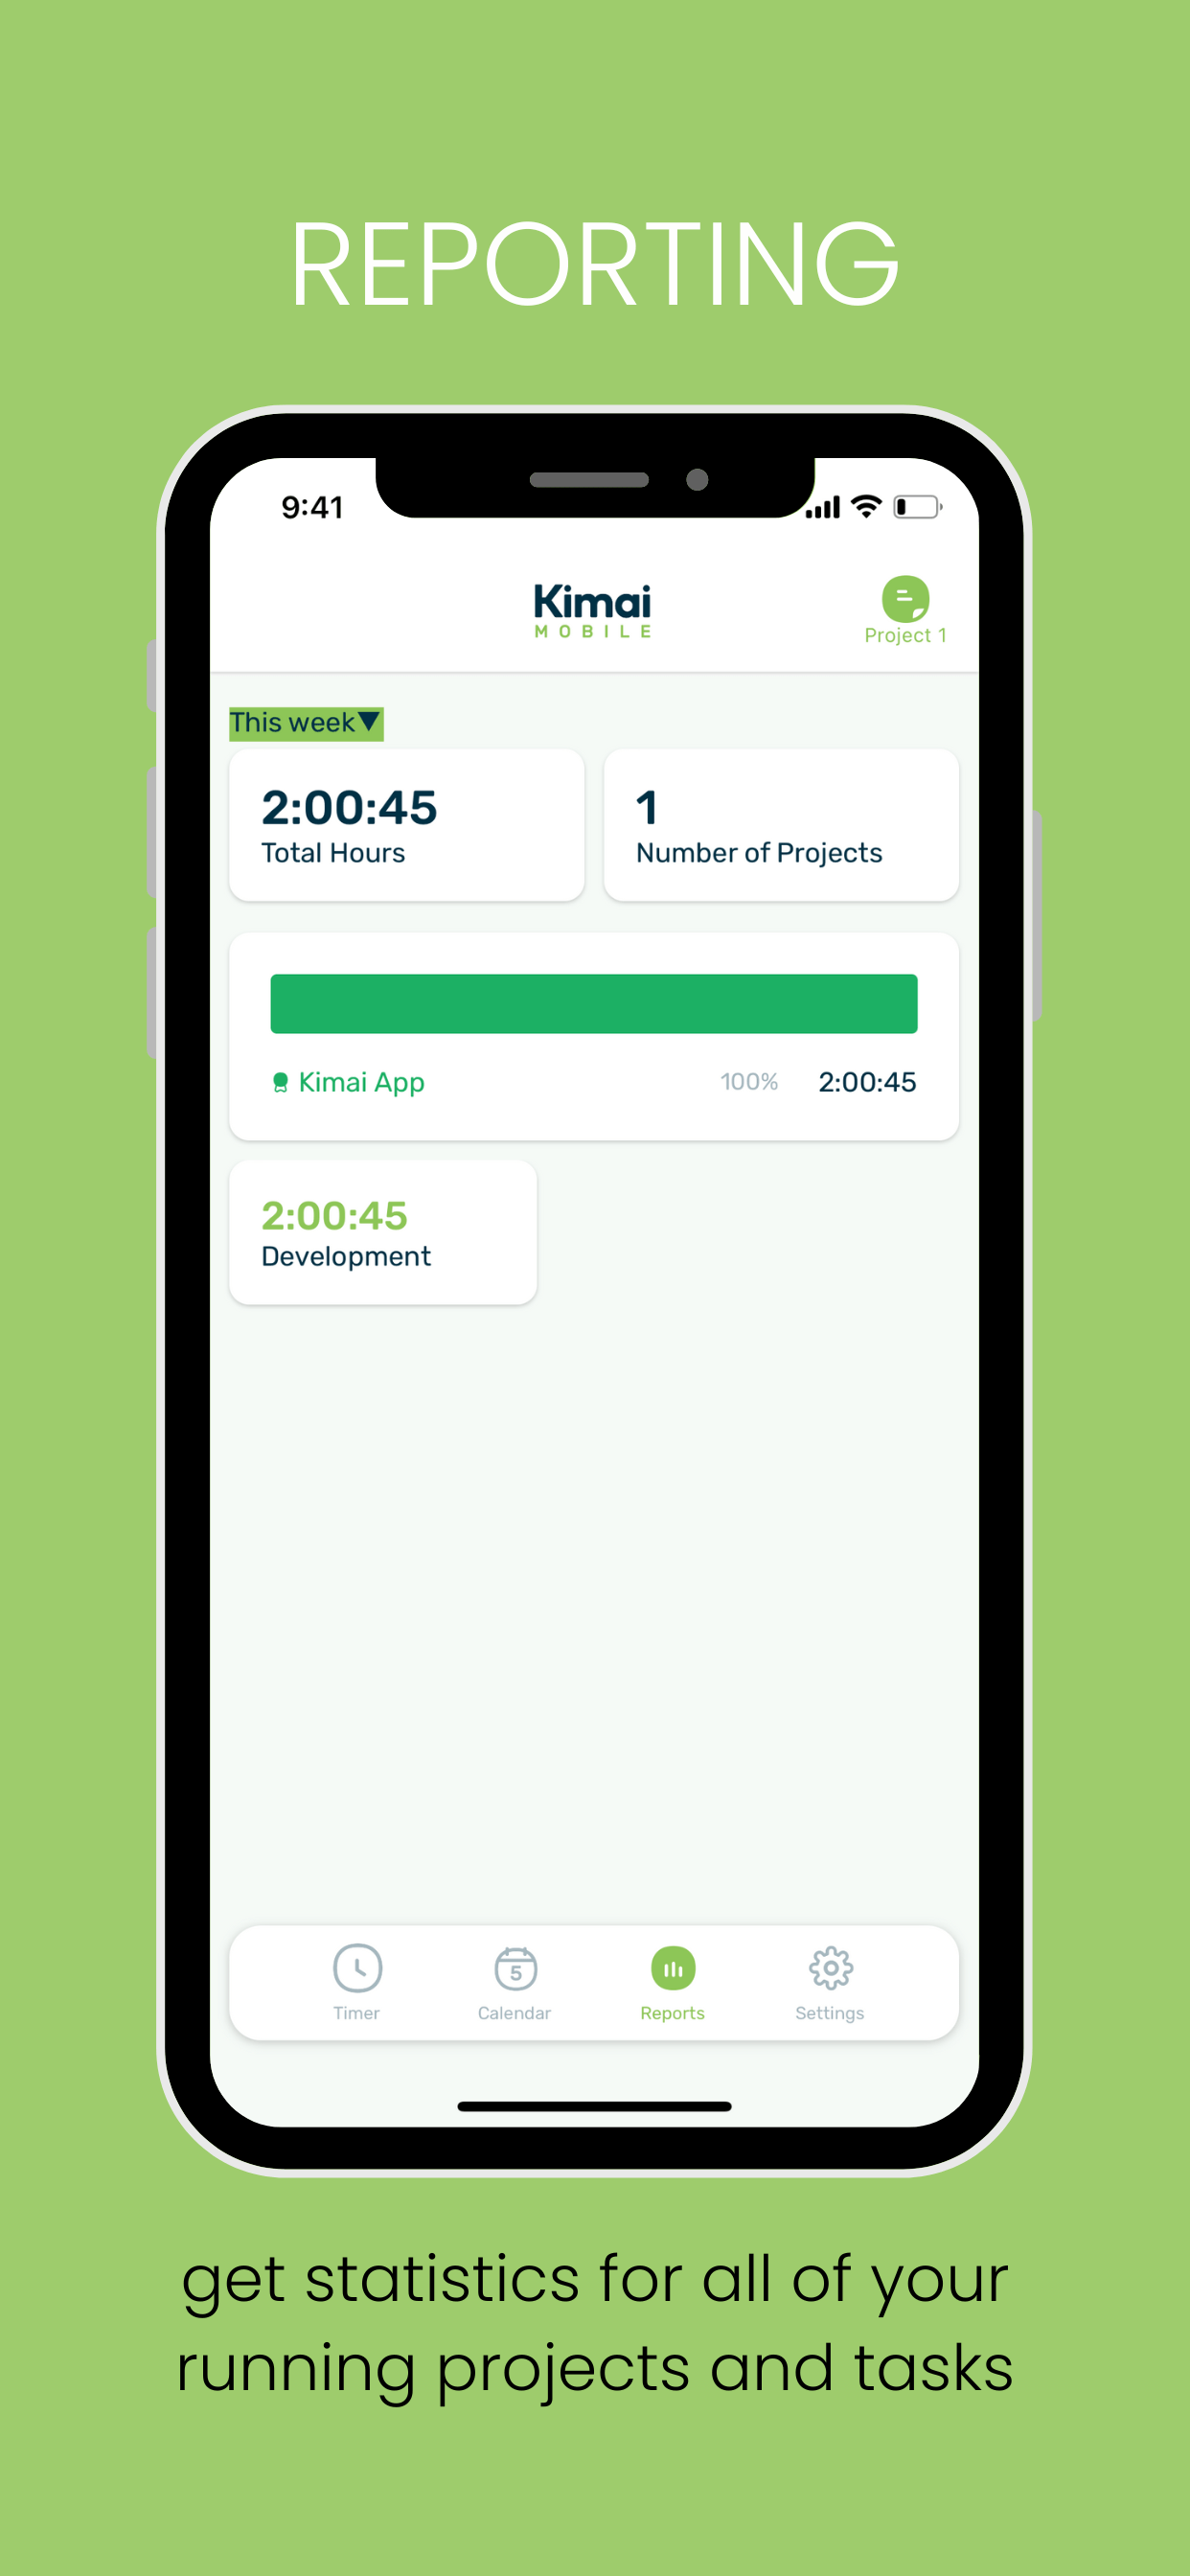 REPORTING
9:41
Kimai
MOBILE
Project 1
This week▼
2:00:45
Total Hours
1
Number of Projects
Kimai App 100% 2:00:45
2:00:45
Development
5
Timer Calendar Reports Settings
get statistics for all of your
running projects and tasks